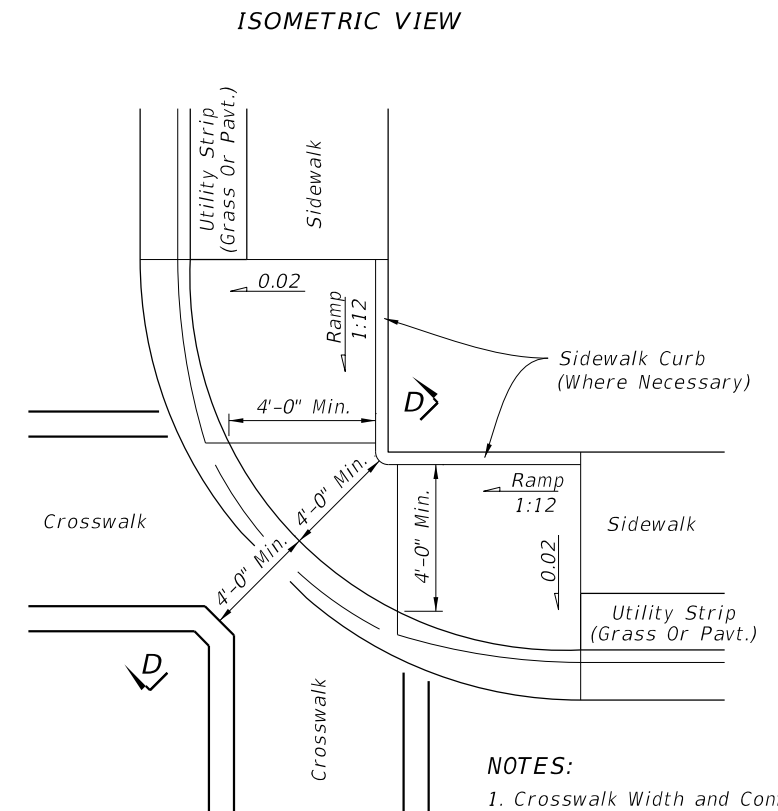 ISOMETRIC VIEW
Utility Strip
(Grass Or Pavt.)
Sidewalk
0.02
Ramp
1:12
Sidewalk Curb
(Where Necessary)
4'-0" Min.
D
4'-0" Min.
Ramp
1:12
Crosswalk
Sidewalk
4'-0" Min.
0.02
4'-0" Min.
Utility Strip
(Grass Or Pavt.)
D
Crosswalk
NOTES:
1. Crosswalk Width and